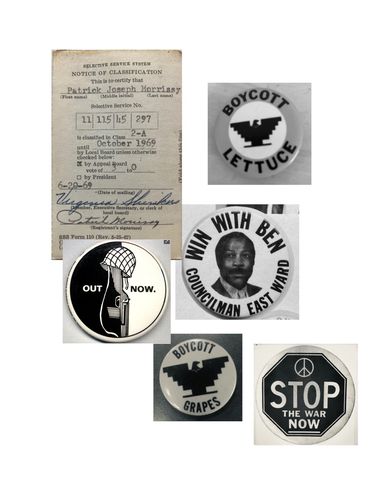 SELECTIVE SERVICE SYSTEM
NOTICE OF CLASSIFICATION
This is to certify that
Patrick Joseph Morrissy
(First name) (Middle initial) (Last name)
Selective Service No.
11 115 45 297
is classified in Class 2-A
until October 1969
by Local Board unless otherwise
checked below:
by Appeal Board
vote of 3 0
by President
6-20-69
(Date of mailing)
Virginia
(Member, Executive Secretary, or clerk of
local board)
(Registrant's signature)
SSS Form 110 (Rev. 5-25-67)
BOYCOTT
LETTUCE
WIN WITH BEN
COUNCILMAN EAST WARD
OUT NOW.
BOYCOTT
GRAPES
STOP
THE WAR
NOW